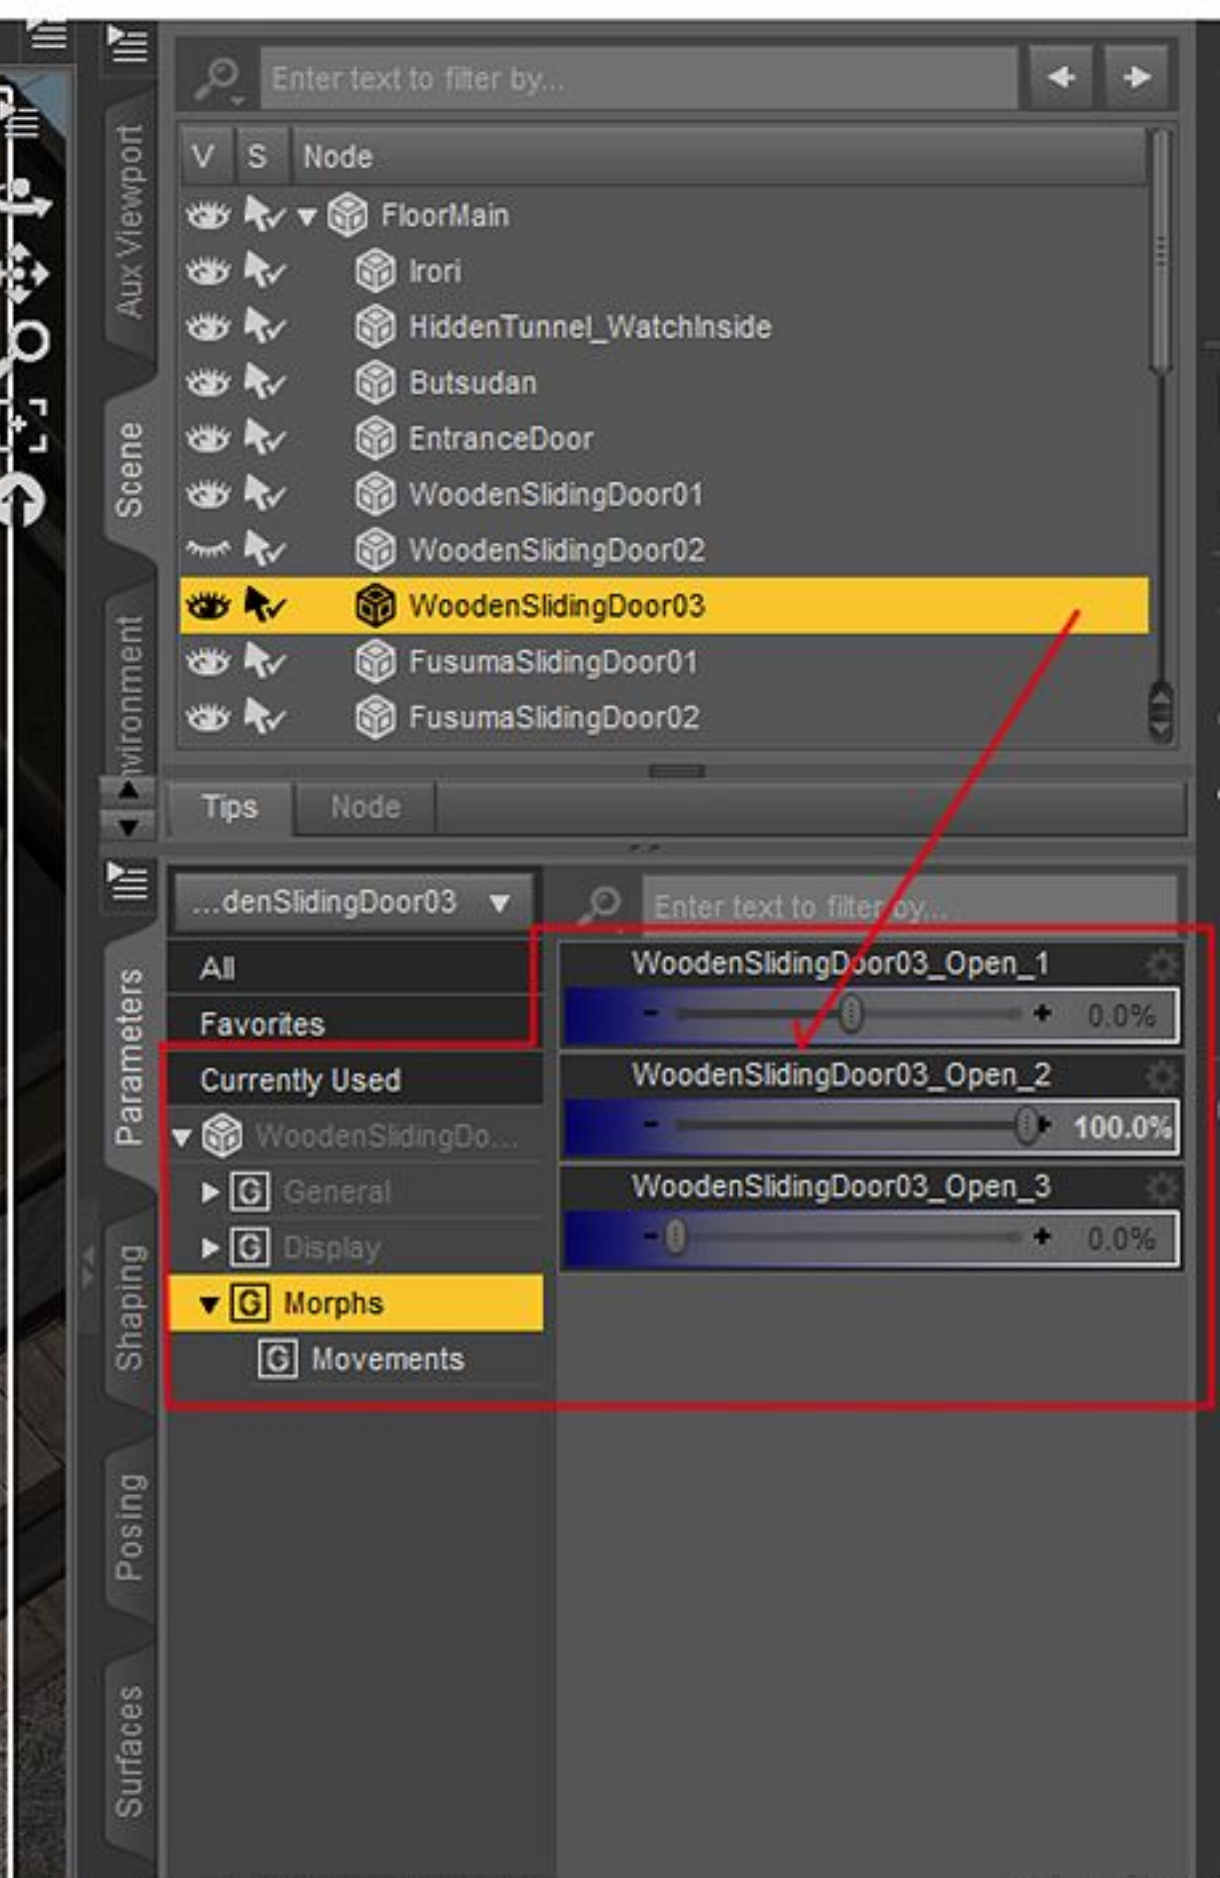 Enter text to filter by...
V S Node
FloorMain
Irori
HiddenTunnel_WatchInside
Butsudan
EntranceDoor
WoodenSlidingDoor01
WoodenSlidingDoor02
WoodenSlidingDoor03
FusumaSlidingDoor01
FusumaSlidingDoor02
Aux Viewport
Scene
nvironment
Tips Node
...denSlidingDoor03
Enter text to filter by...
All
Favorites
Currently Used
WoodenSlidingDo...
G General
G Display
G Morphs
G Movements
WoodenSlidingDoor03_Open_1
- + 0.0%
WoodenSlidingDoor03_Open_2
- + 100.0%
WoodenSlidingDoor03_Open_3
- + 0.0%
Parameters
Shaping
Posing
Surfaces